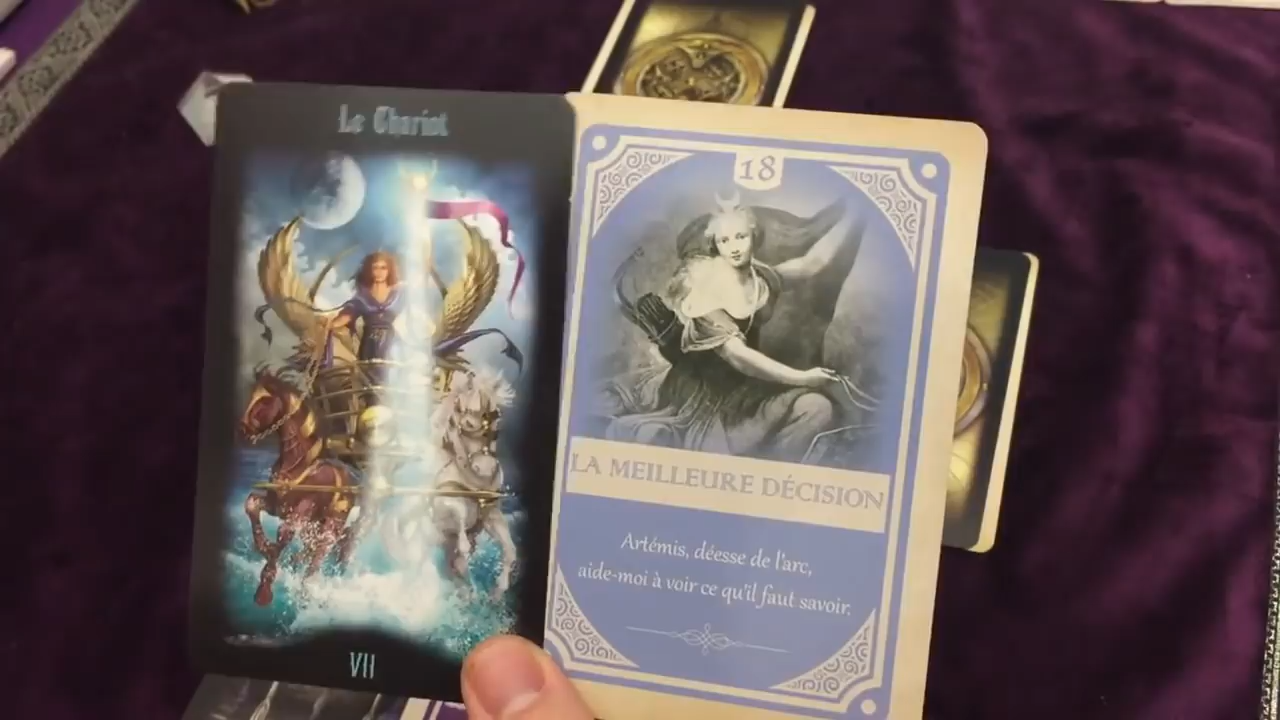 Le Chariot
VII
18
LA MEILLEURE DÉCISION
Artémis, déesse de l'arc,
aide-moi à voir ce qu'il faut savoir.